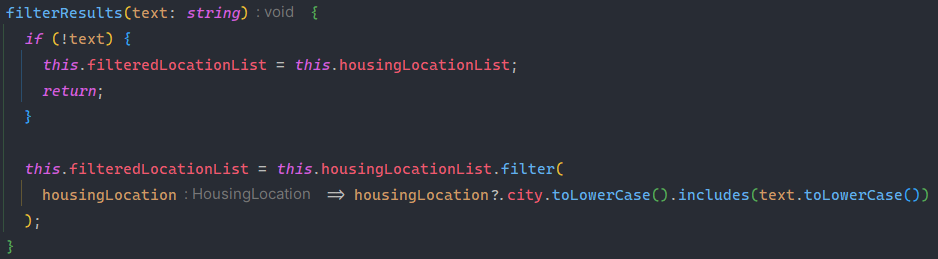 filterResults(text: string) : void {
if (!text) {
this.filteredLocationList = this.housingLocationList;
return;
}
this.filteredLocationList = this.housingLocationList.filter(
housingLocation : HousingLocation => housingLocation?.city.toLowerCase().includes(text.toLowerCase())
);
}